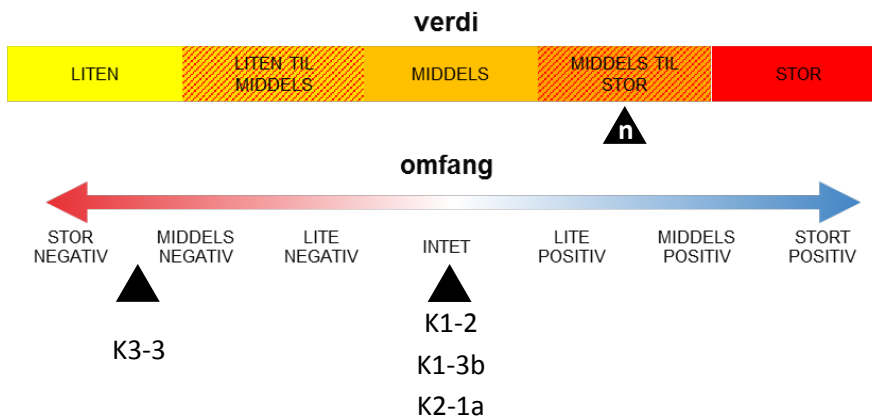 verdi
LITEN
LITEN TIL
MIDDELS
MIDDELS
MIDDELS TIL
STOR
STOR
n
omfang
STOR
NEGATIV
MIDDELS
NEGATIV
LITE
NEGATIV
INTET
LITE
POSITIV
MIDDELS
POSITIV
STORT
POSITIV
K3-3
K1-2
K1-3b
K2-1a